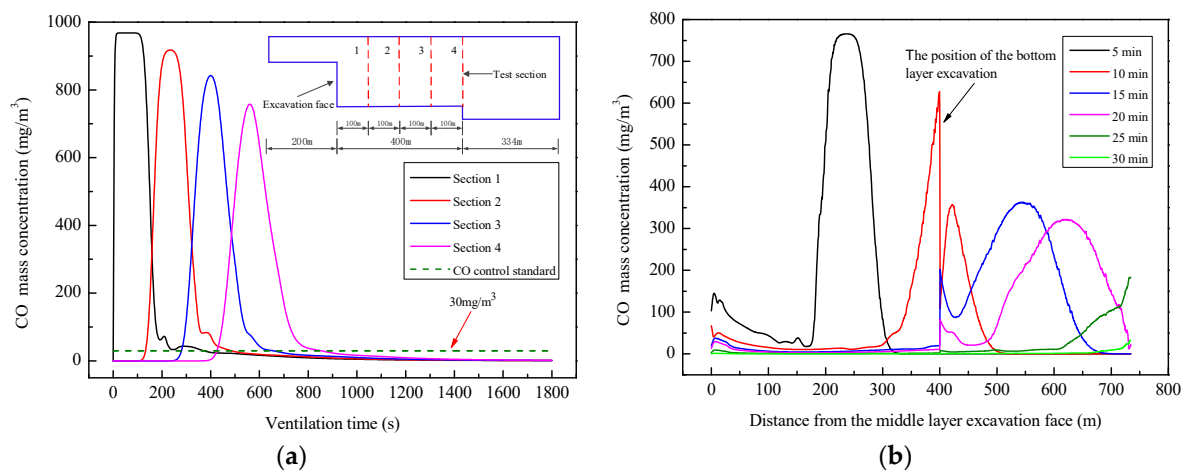 1000
800
600
400
200
0
CO mass concentration (mg/m³)
0 200 400 600 800 1000 1200 1400 1600 1800
Ventilation time (s)
1 2 3 4
Excavation face
Test section
100m 100m 100m 100m
200m 400m 334m
Section 1
Section 2
Section 3
Section 4
CO control standard
30mg/m³
(a)
800
700
600
500
400
300
200
100
0
CO mass concentration (mg/m³)
0 100 200 300 400 500 600 700 800
Distance from the middle layer excavation face (m)
The position of the bottom
layer excavation
5 min
10 min
15 min
20 min
25 min
30 min
(b)